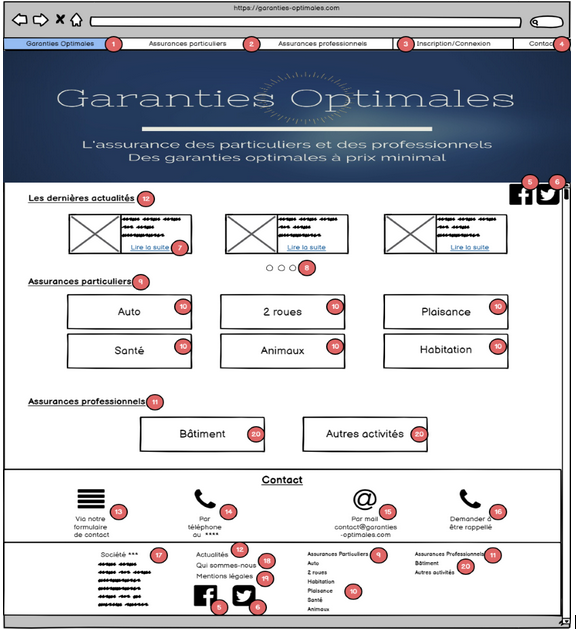 https://garanties-optimales.com
Garanties Optimales 1 Assurances particuliers 2 Assurances professionnels 3 Inscription/Connexion Contac 4
Garanties Optimales
L'assurance des particuliers et des professionnels
Des garanties optimales à prix minimal
5 6
Les dernières actualités 12
Lire la suite 7 Lire la suite Lire la suite
8
Assurances particuliers 9
Auto 10 2 roues 10 Plaisance 10
Santé 10 Animaux 10 Habitation 10
Assurances professionnels 11
Bâtiment 20 Autres activités 20
Contact
13 14 @ 15 16
Via notre
formulaire
de contact
Par
téléphone
au ****
Par mail
contact@garanties
-optimales.com
Demander à
être rappellé
Société *** 17
Actualités 12
Qui sommes-nous 18
Mentions légales 19
5 6
Assurances Particuliers 9
Auto
2 roues
Habitation
Plaisance 10
Santé
Animaux
Assurances Professionnels 11
Bâtiment
Autres activités 20